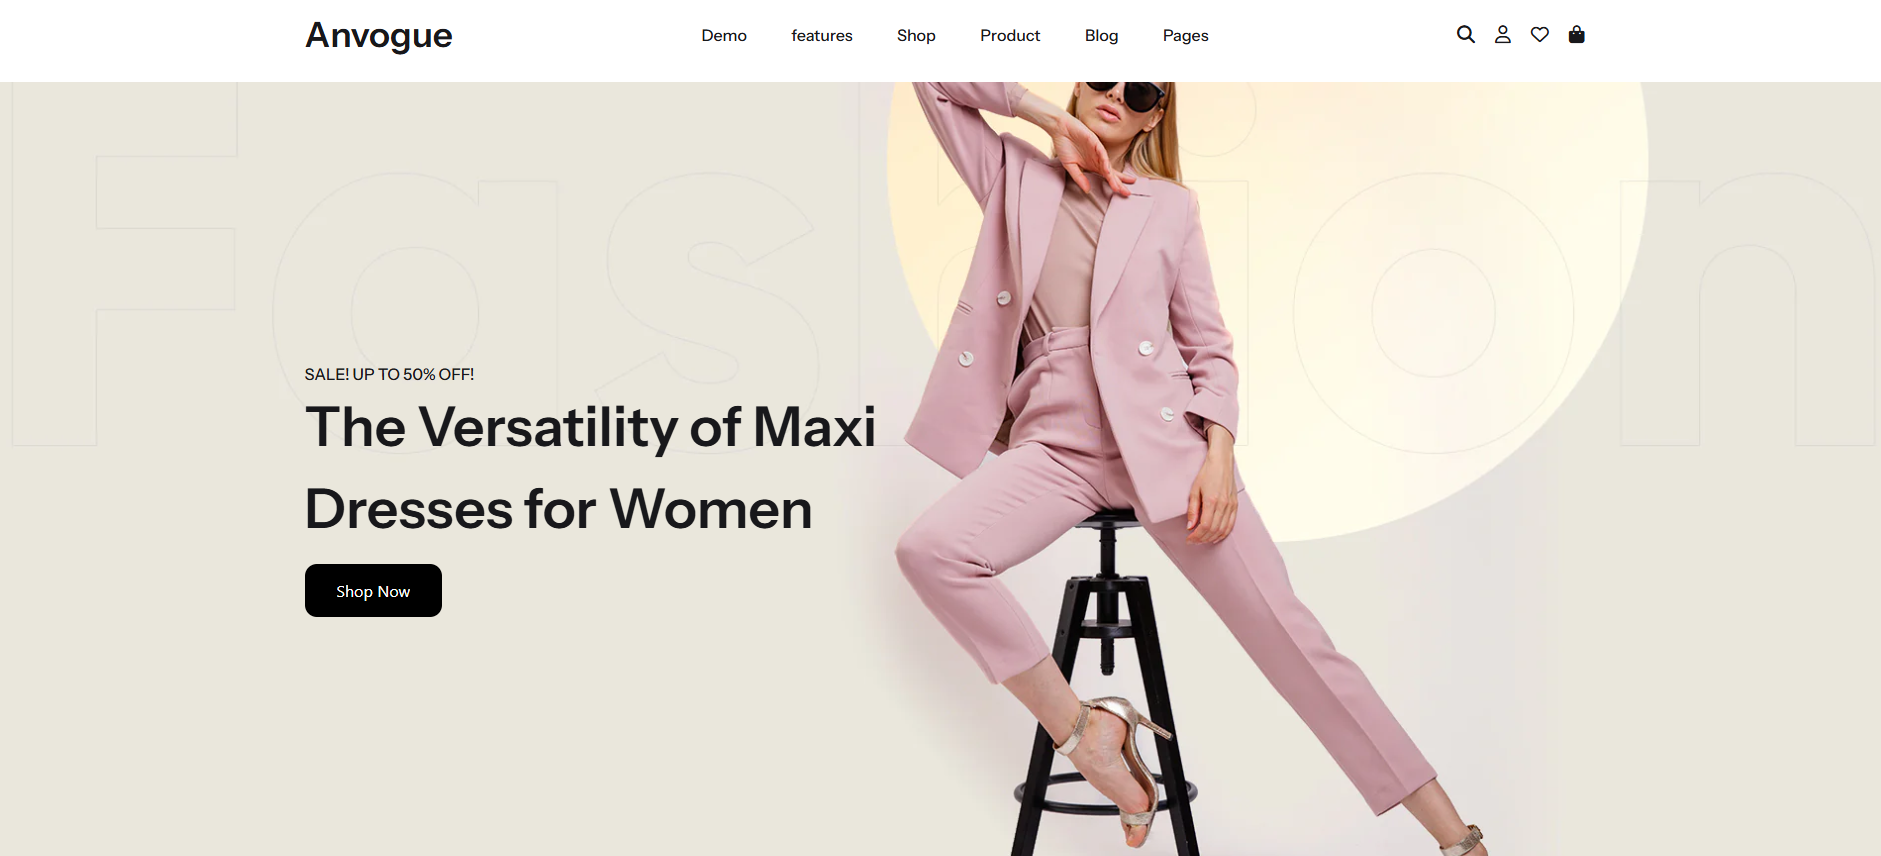 Anvogue
Demo features Shop Product Blog Pages
Fashion
SALE! UP TO 50% OFF!
The Versatility of Maxi
Dresses for Women
Shop Now